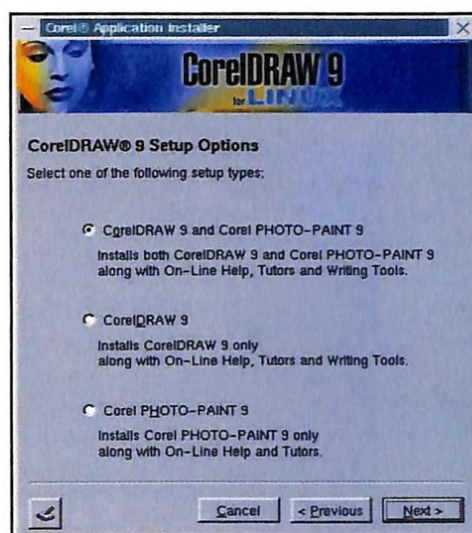 Corel® Application Installer
CorelDRAW 9
for LINUX
CorelDRAW® 9 Setup Options
Select one of the following setup types:
CorelDRAW 9 and Corel PHOTO-PAINT 9
Installs both CorelDRAW 9 and Corel PHOTO-PAINT 9
along with On-Line Help, Tutors and Writing Tools.
CorelDRAW 9
Installs CorelDRAW 9 only
along with On-Line Help, Tutors and Writing Tools.
Corel PHOTO-PAINT 9
Installs Corel PHOTO-PAINT 9 only
along with On-Line Help and Tutors.
Cancel < Previous Next >